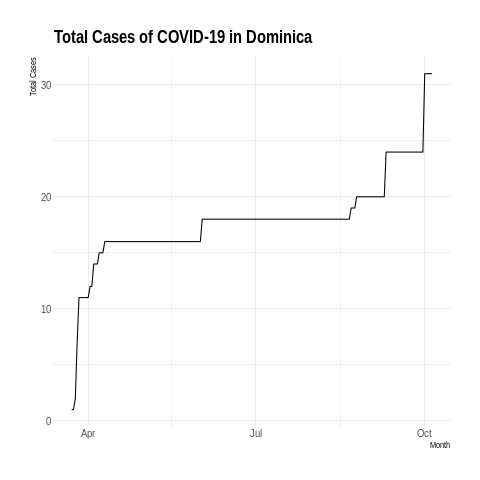 Total Cases of COVID-19 in Dominica
Total Cases
30
20
10
0
Apr
Jul
Oct
Month